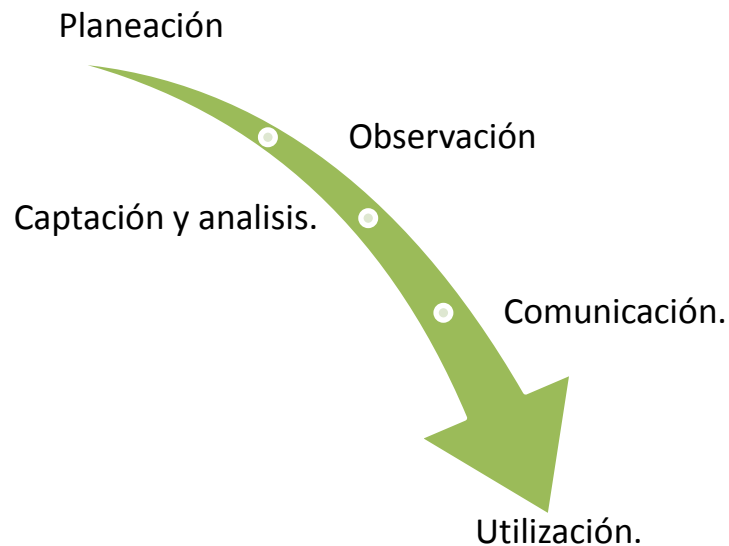 Planeación
Observación
Captación y analisis.
Comunicación.
Utilización.